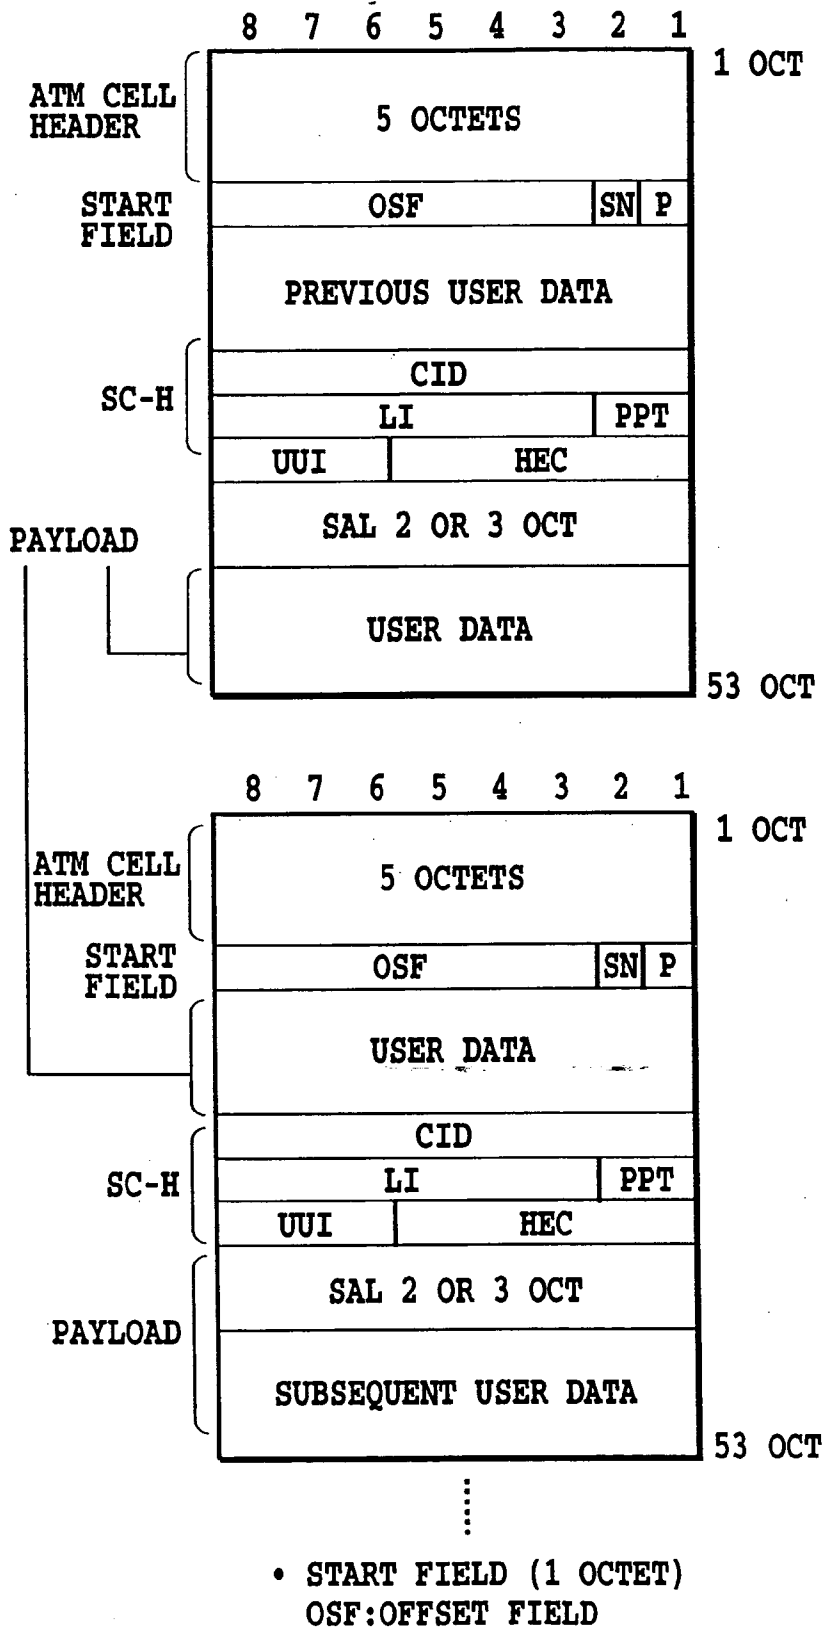 8 7 6 5 4 3 2 1
1 OCT
ATM CELL
HEADER
5 OCTETS
START
FIELD
OSF SN P
PREVIOUS USER DATA
SC-H
CID
LI PPT
UUI HEC
SAL 2 OR 3 OCT
PAYLOAD
USER DATA
53 OCT
8 7 6 5 4 3 2 1
1 OCT
ATM CELL
HEADER
5 OCTETS
START
FIELD
OSF SN P
USER DATA
SC-H
CID
LI PPT
UUI HEC
SAL 2 OR 3 OCT
PAYLOAD
SUBSEQUENT USER DATA
53 OCT
• START FIELD (1 OCTET)
OSF:OFFSET FIELD